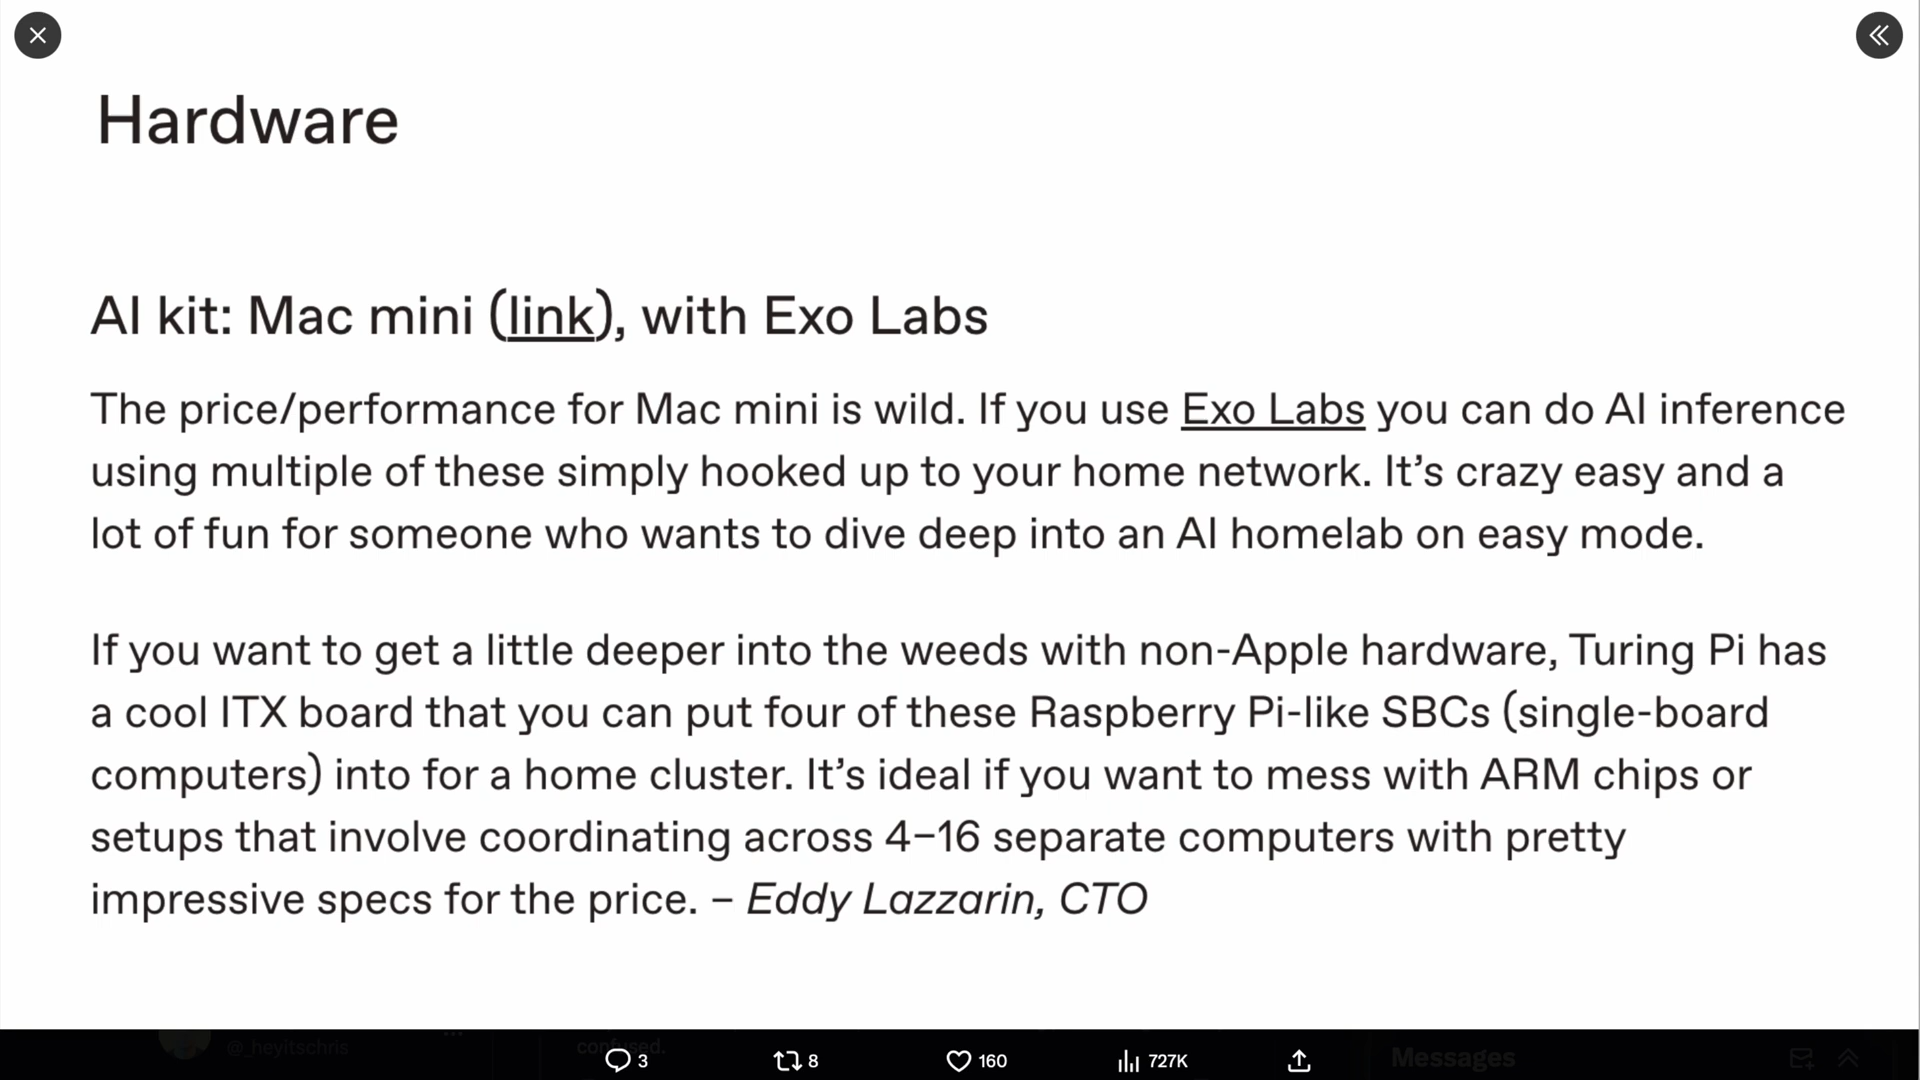 Hardware
AI kit: Mac mini (link), with Exo Labs
The price/performance for Mac mini is wild. If you use Exo Labs you can do AI inference
using multiple of these simply hooked up to your home network. It’s crazy easy and a
lot of fun for someone who wants to dive deep into an AI homelab on easy mode.
If you want to get a little deeper into the weeds with non-Apple hardware, Turing Pi has
a cool ITX board that you can put four of these Raspberry Pi-like SBCs (single-board
computers) into for a home cluster. It’s ideal if you want to mess with ARM chips or
setups that involve coordinating across 4–16 separate computers with pretty
impressive specs for the price. – Eddy Lazzarin, CTO
@_heyitschris
confused.
3 8 160 727K
Messages